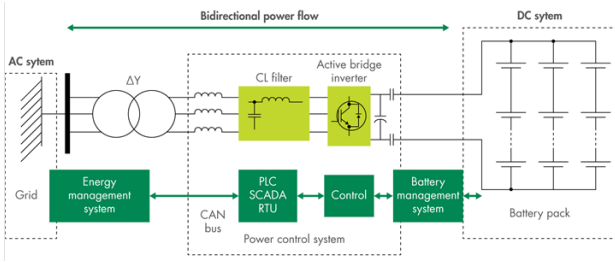 Bidirectional power flow
DC sytem
AC sytem
ΔY
CL filter
Active bridge
inverter
Grid
Energy
management
system
CAN
bus
PLC
SCADA
RTU
Control
Battery
management
system
Power control system
Battery pack